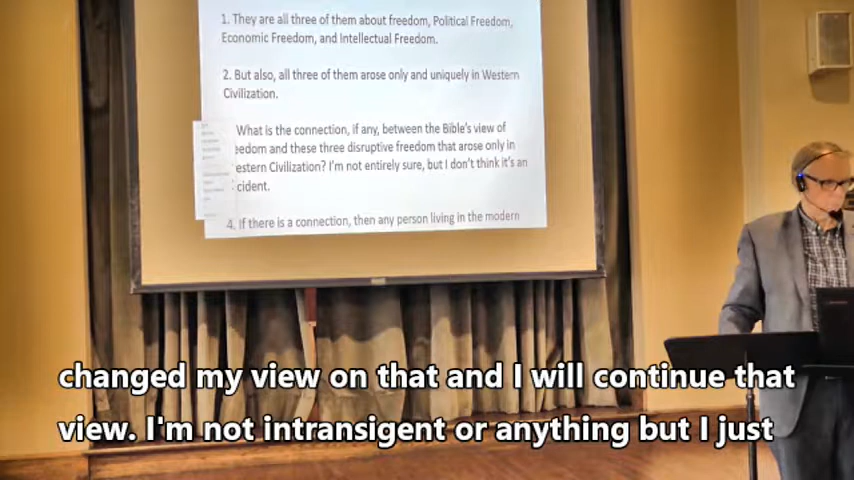 1. They are all three of them about freedom, Political Freedom,
Economic Freedom, and Intellectual Freedom.
2. But also, all three of them arose only and uniquely in Western
Civilization.
What is the connection, if any, between the Bible's view of
eedom and these three disruptive freedom that arose only in
estern Civilization? I'm not entirely sure, but I don't think it's an
cident.
4. If there is a connection, then any person living in the modern
changed my view on that and I will continue that
view. I'm not intransigent or anything but I just